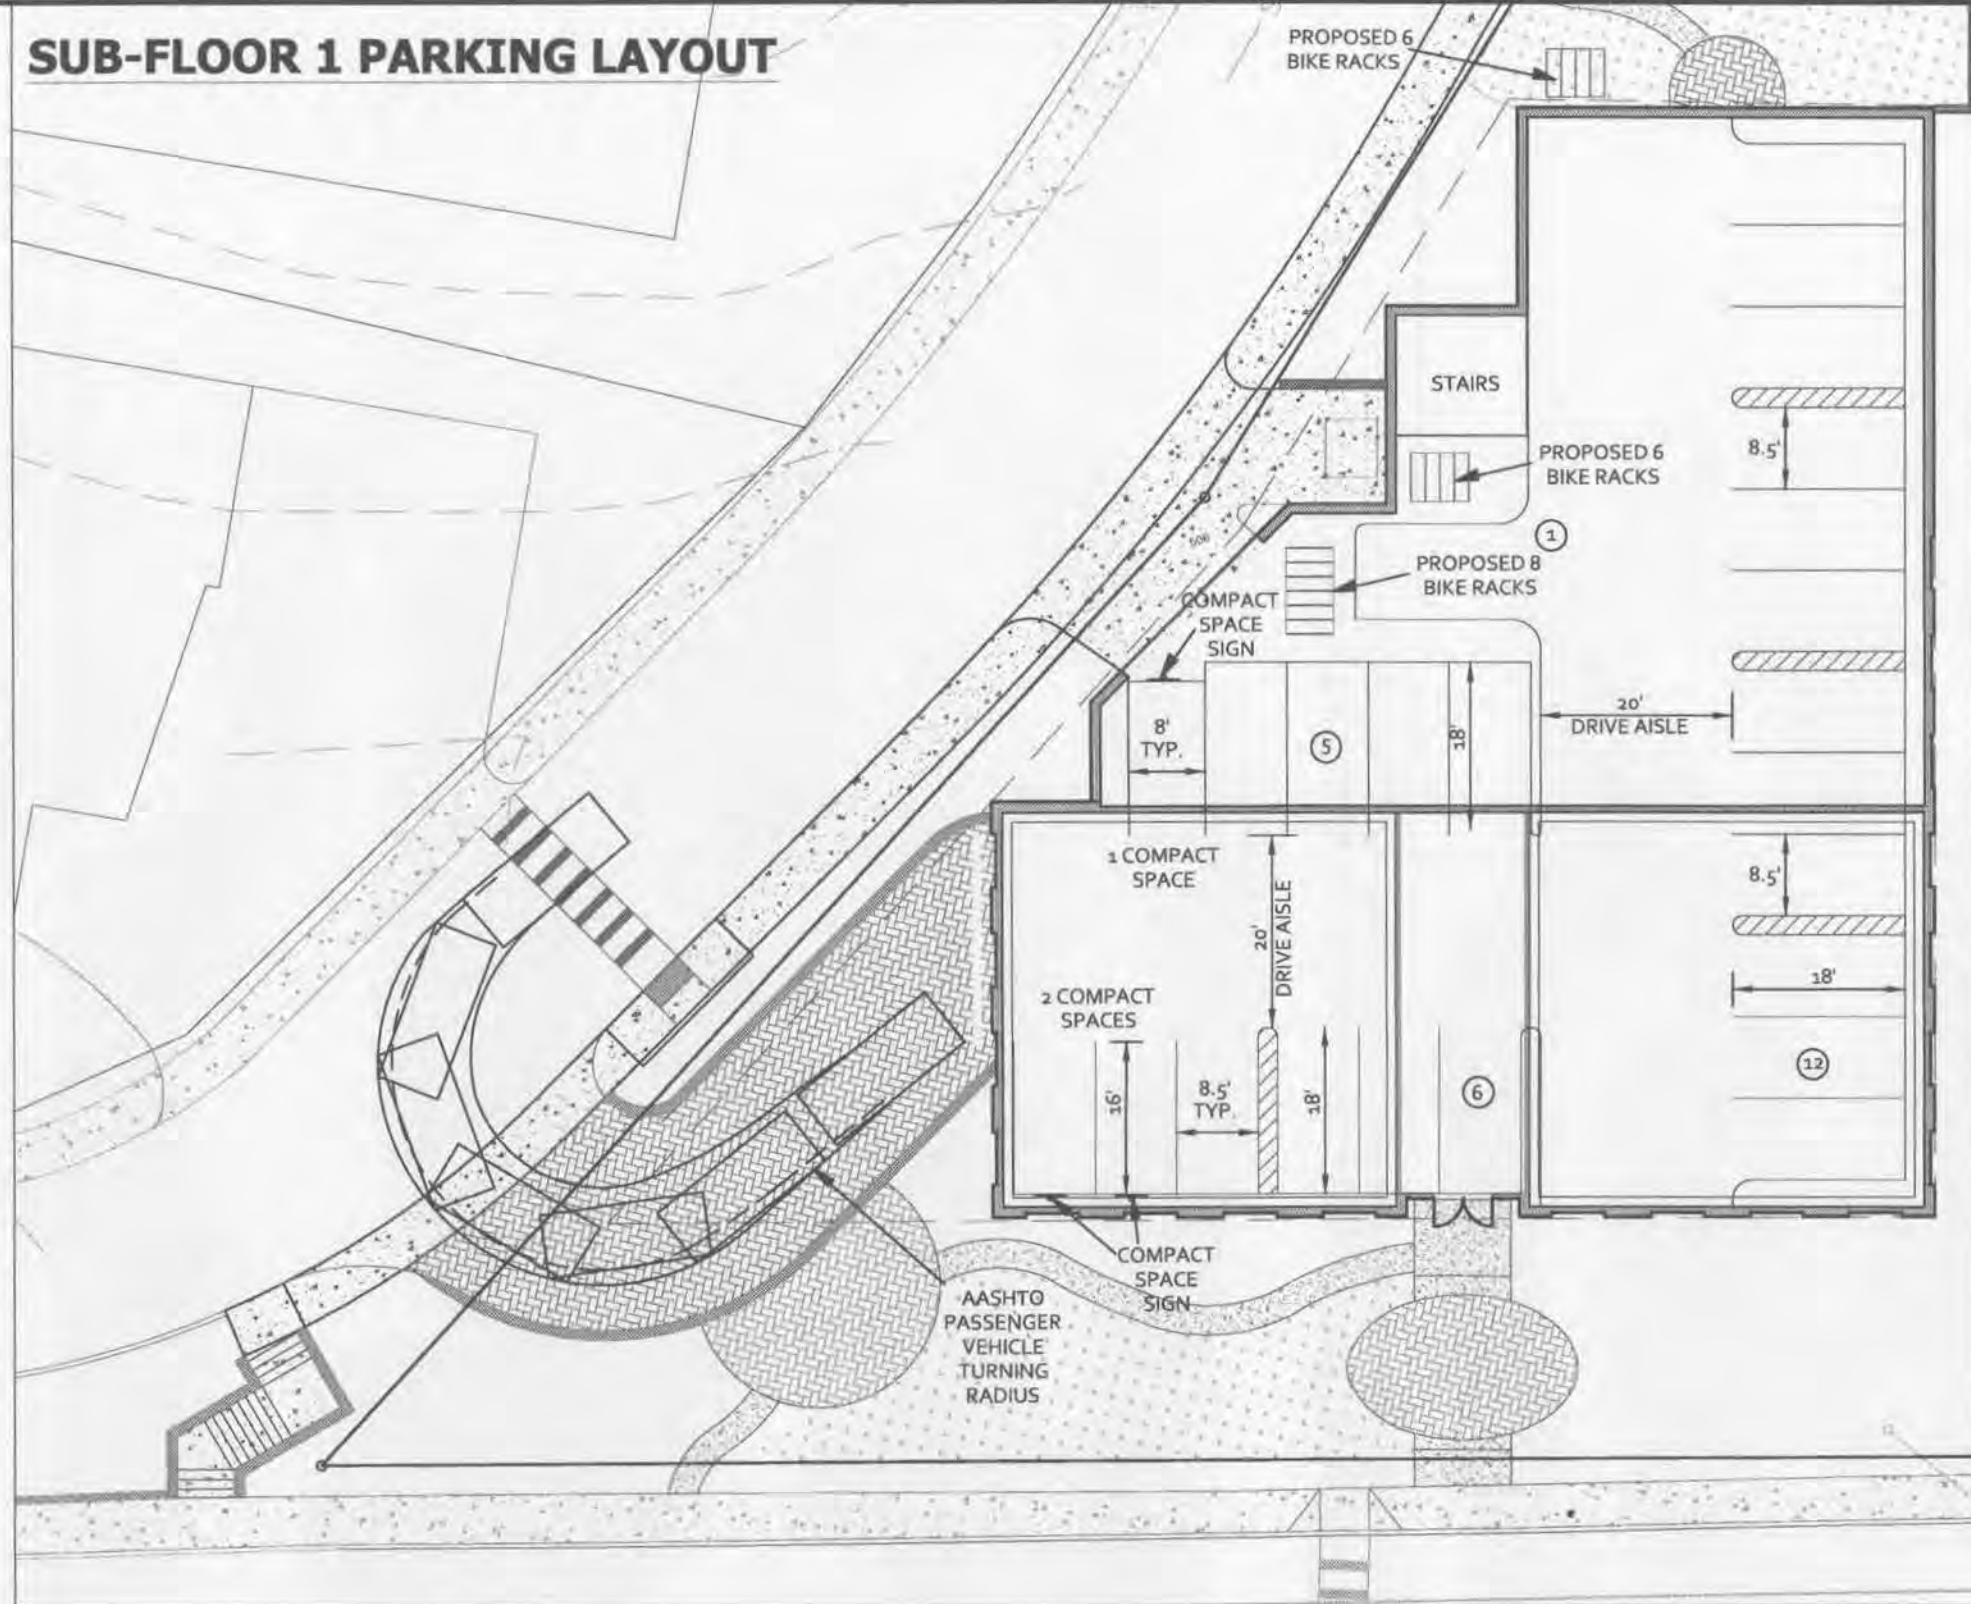 SUB-FLOOR 1 PARKING LAYOUT
PROPOSED 6
BIKE RACKS
STAIRS
PROPOSED 6
BIKE RACKS
8.5'
1
506
PROPOSED 8
BIKE RACKS
COMPACT
SPACE
SIGN
8'
TYP.
5
18'
20'
DRIVE AISLE
1 COMPACT
SPACE
20'
DRIVE AISLE
8.5'
2 COMPACT
SPACES
18'
16'
8.5'
TYP.
18'
6
12
COMPACT
SPACE
SIGN
AASHTO
PASSENGER
VEHICLE
TURNING
RADIUS